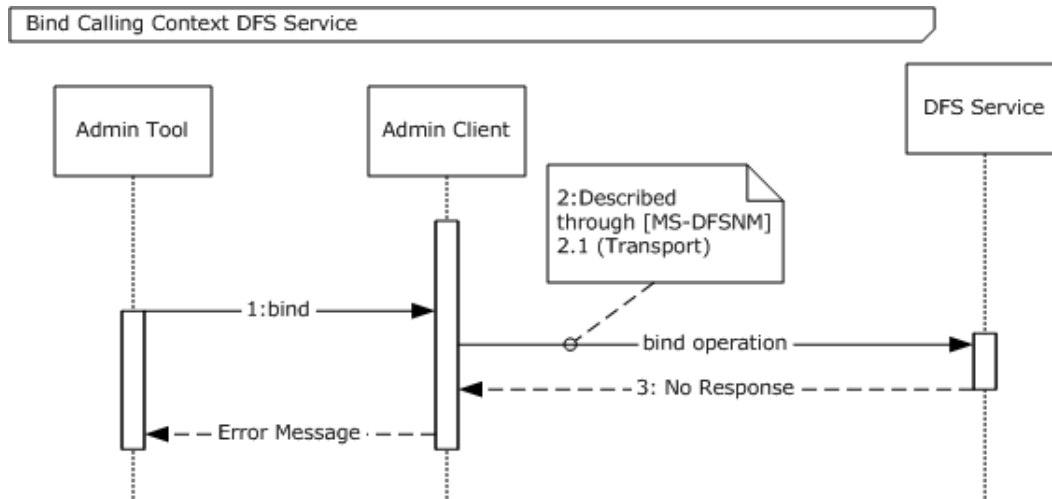 Bind Calling Context DFS Service
Admin Tool
Admin Client
DFS Service
2:Described
through [MS-DFSNM]
2.1 (Transport)
1:bind
bind operation
3: No Response
Error Message